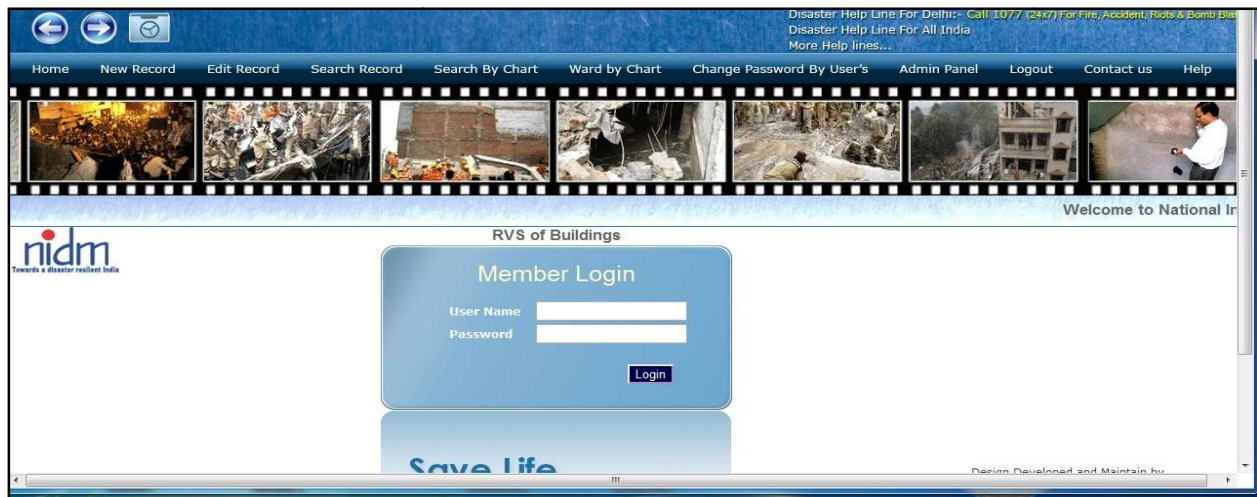 Disaster Help Line For Delhi:- Call 1077 (24x7) For Fire, Accident, Riots & Bomb
Disaster Help Line For All India
More Help lines...
Home New Record Edit Record Search Record Search By Chart Ward by Chart Change Password By User's Admin Panel Logout Contact us Help
Welcome to National
nidm
Towards a disaster resilent India
RVS of Buildings
Member Login
User Name
Password
Login
Save Life
Design Developed and Maintain by